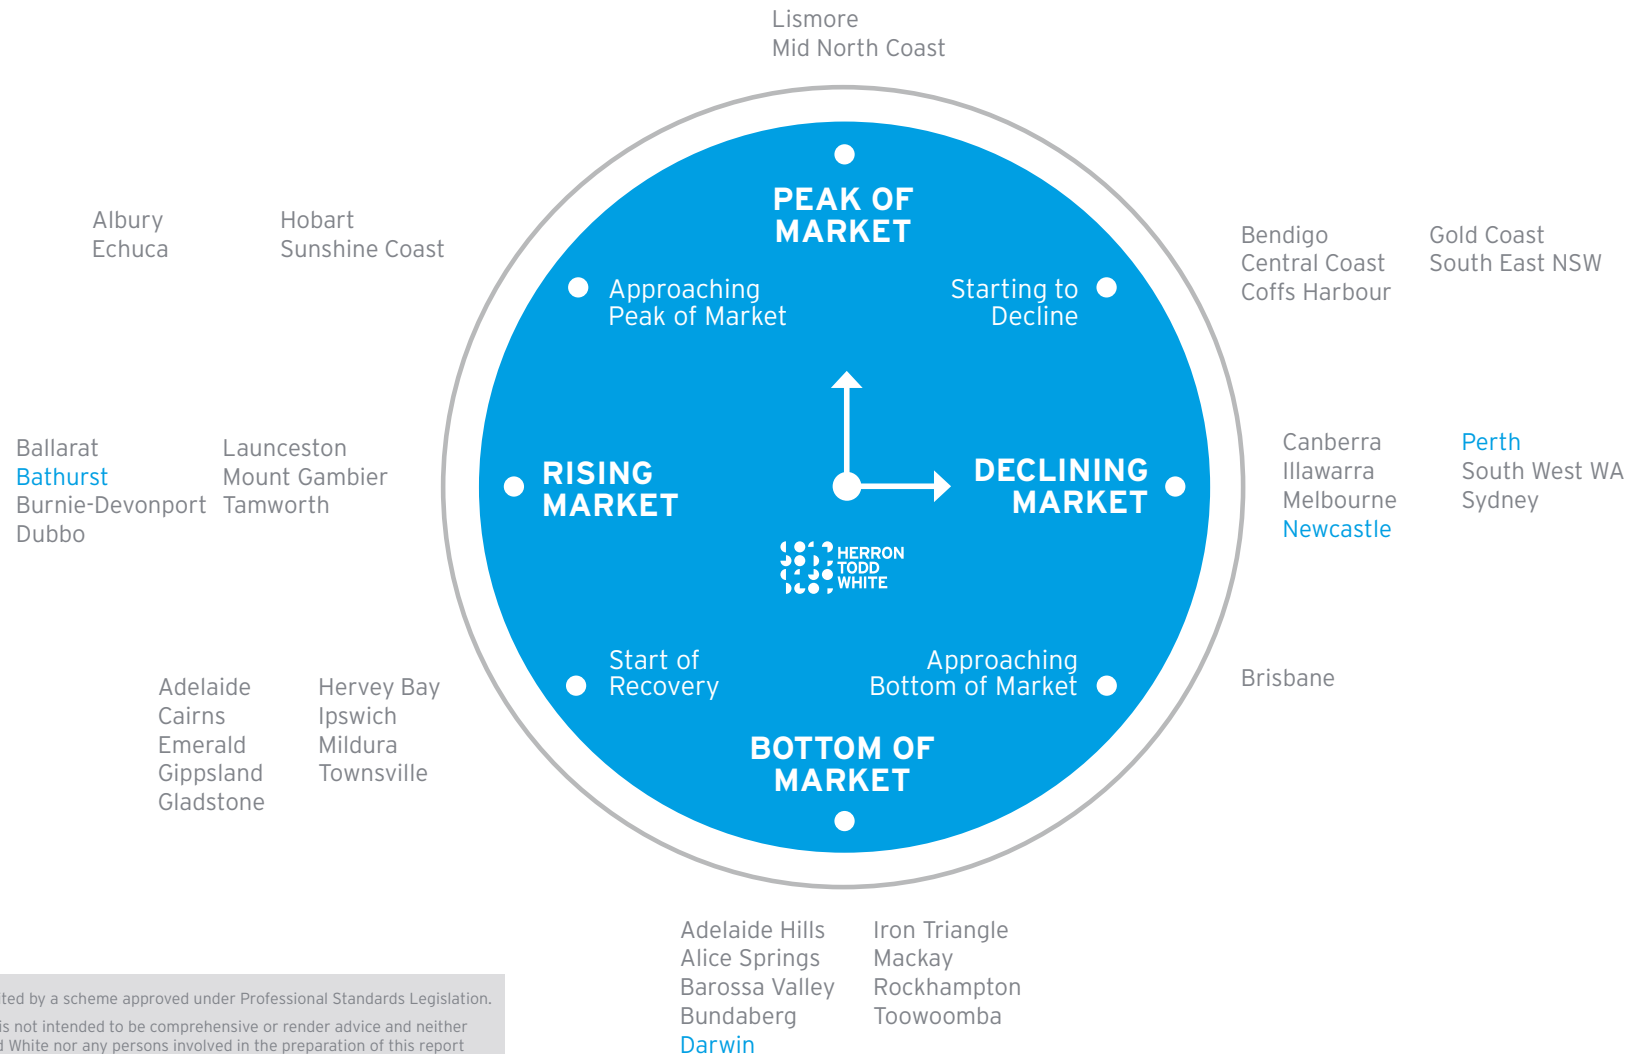 Lismore
Mid North Coast
PEAK OF
MARKET
Albury
Echuca
Hobart
Sunshine Coast
Approaching
Peak of Market
Starting to
Decline
Bendigo
Central Coast
Coffs Harbour
Gold Coast
South East NSW
Ballarat
Bathurst
Burnie-Devonport
Dubbo
Launceston
Mount Gambier
Tamworth
RISING
MARKET
DECLINING
MARKET
Canberra
Illawarra
Melbourne
Newcastle
Perth
South West WA
Sydney
HERRON
TODD
WHITE
Adelaide
Cairns
Emerald
Gippsland
Gladstone
Hervey Bay
Ipswich
Mildura
Townsville
Start of
Recovery
Approaching
Bottom of Market
Brisbane
BOTTOM OF
MARKET
Adelaide Hills
Alice Springs
Barossa Valley
Bundaberg
Darwin
Iron Triangle
Mackay
Rockhampton
Toowoomba
ted by a scheme approved under Professional Standards Legislation.
is not intended to be comprehensive or render advice and neither
d White nor any persons involved in the preparation of this report